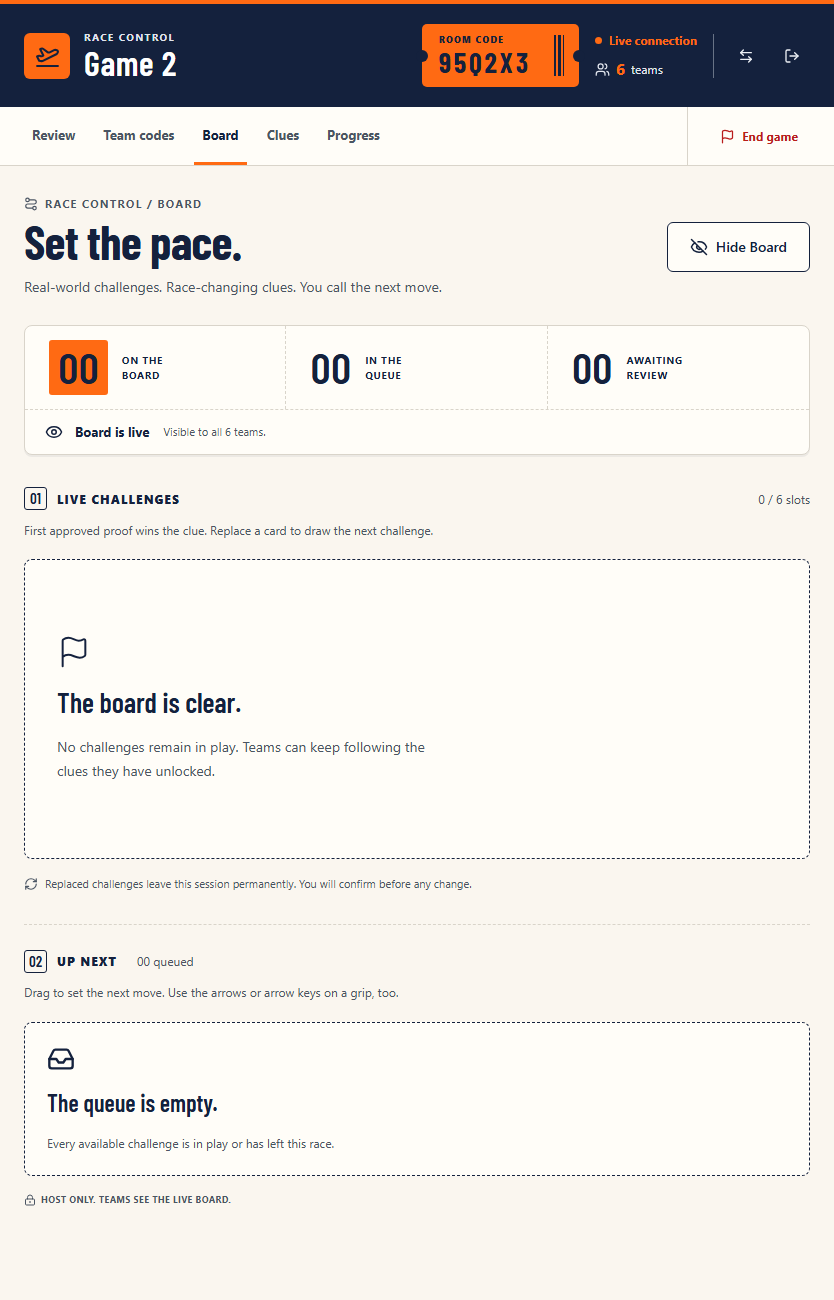 RACE CONTROL
Game 2
ROOM CODE
95Q2X3
Live connection
6 teams
Review
Team codes
Board
Clues
Progress
End game
RACE CONTROL / BOARD
Set the pace.
Real-world challenges. Race-changing clues. You call the next move.
Hide Board
00 ON THE
BOARD
00 IN THE
QUEUE
00 AWAITING
REVIEW
Board is live Visible to all 6 teams.
01 LIVE CHALLENGES
0 / 6 slots
First approved proof wins the clue. Replace a card to draw the next challenge.
The board is clear.
No challenges remain in play. Teams can keep following the
clues they have unlocked.
Replaced challenges leave this session permanently. You will confirm before any change.
02 UP NEXT 00 queued
Drag to set the next move. Use the arrows or arrow keys on a grip, too.
The queue is empty.
Every available challenge is in play or has left this race.
HOST ONLY. TEAMS SEE THE LIVE BOARD.